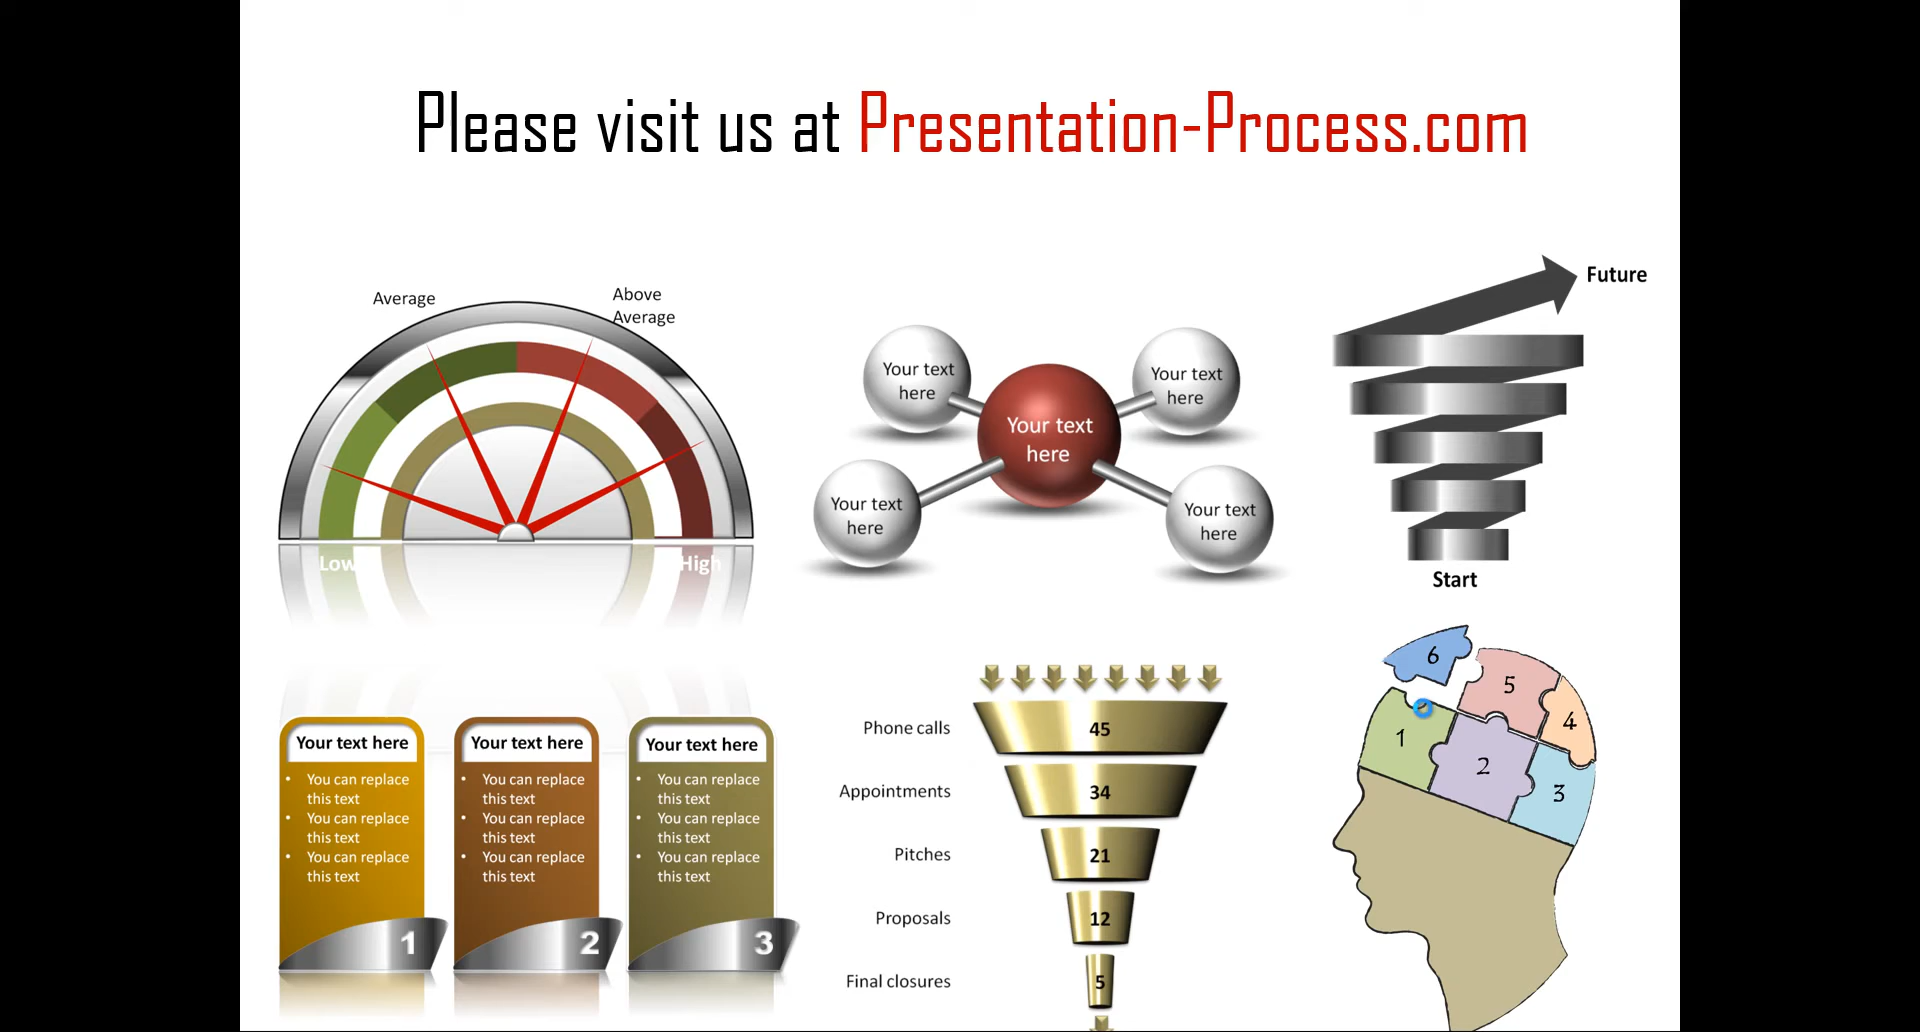 Please visit us at Presentation-Process.com
Average
Above
Average
Low
High
Your text
here
Your text
here
Your text
here
Your text
here
Your text
here
Future
Start
Your text here
• You can replace
this text
• You can replace
this text
• You can replace
this text
1
Your text here
• You can replace
this text
• You can replace
this text
• You can replace
this text
2
Your text here
• You can replace
this text
• You can replace
this text
• You can replace
this text
3
Phone calls 45
Appointments 34
Pitches 21
Proposals 12
Final closures 5
6
5
4
1
2
3